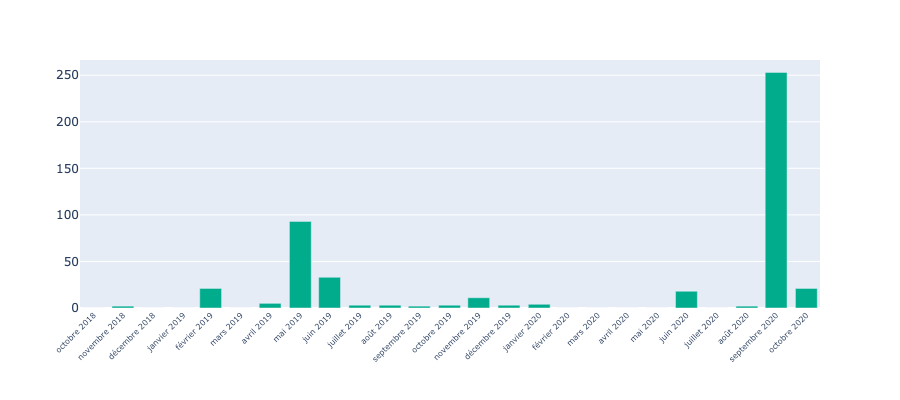 250
200
150
100
50
0
octobre 2018
novembre 2018
décembre 2018
janvier 2019
février 2019
mars 2019
avril 2019
mai 2019
juin 2019
juillet 2019
août 2019
septembre 2019
octobre 2019
novembre 2019
décembre 2019
janvier 2020
février 2020
mars 2020
avril 2020
mai 2020
juin 2020
juillet 2020
août 2020
septembre 2020
octobre 2020